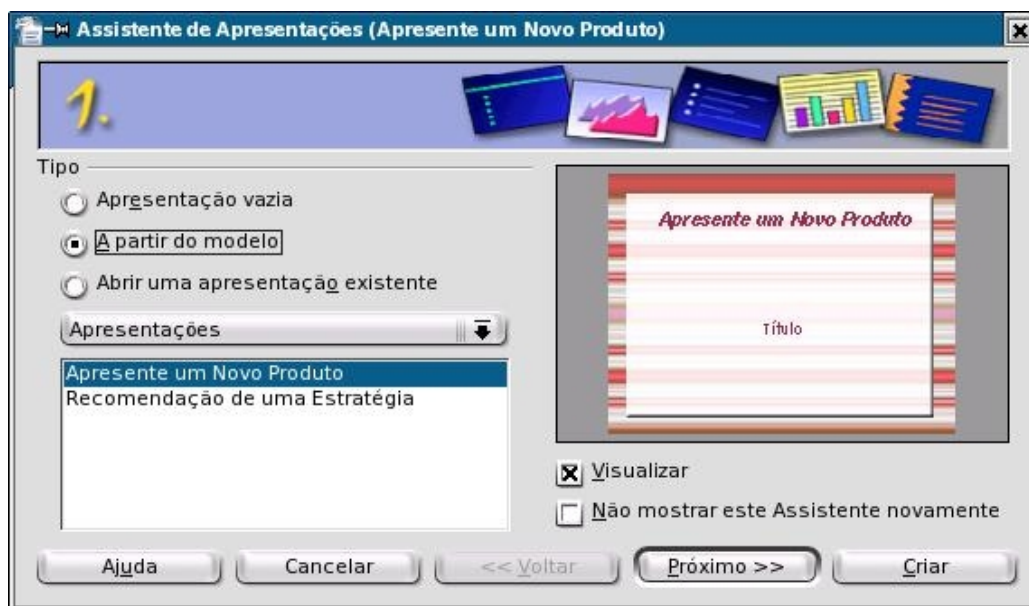 Assistente de Apresentações (Apresente um Novo Produto)
1.
Tipo
Apresentação vazia
A partir do modelo
Abrir uma apresentação existente
Apresentações
Apresente um Novo Produto
Recomendação de uma Estratégia
Apresente um Novo Produto
Título
Visualizar
Não mostrar este Assistente novamente
Ajuda
Cancelar
<< Voltar
Próximo >>
Criar